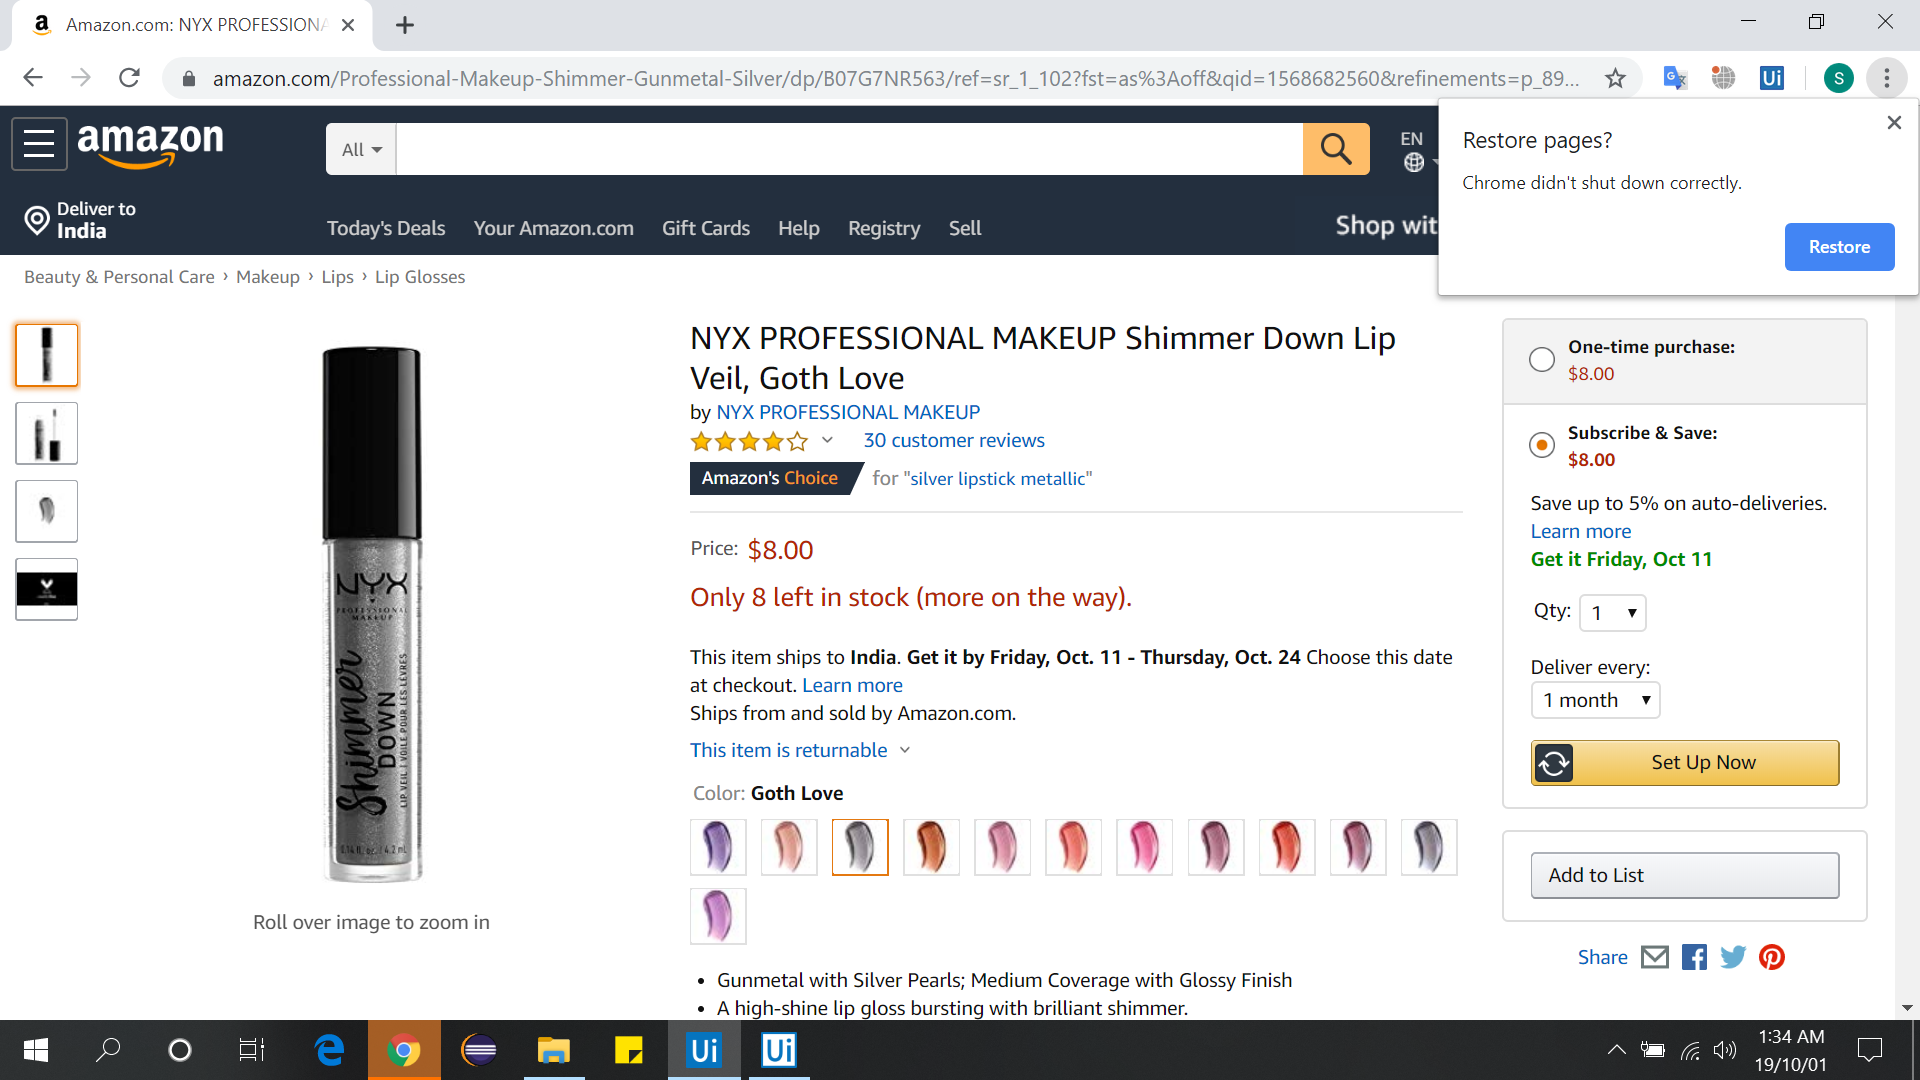 Amazon.com: NYX PROFESSIONA
amazon.com/Professional-Makeup-Shimmer-Gunmetal-Silver/dp/B07G7NR563/ref=sr_1_102?fst=as%3Aoff&qid=1568682560&refinements=p_89...
S
Ui
Restore pages?
Chrome didn't shut down correctly.
Restore
amazon
All
EN
Deliver to
India
Today's Deals Your Amazon.com Gift Cards Help Registry Sell
Shop wit
Beauty & Personal Care › Makeup › Lips › Lip Glosses
NYX PROFESSIONAL MAKEUP Shimmer Down Lip
Veil, Goth Love
by NYX PROFESSIONAL MAKEUP
30 customer reviews
Amazon's Choice for "silver lipstick metallic"
Price: $8.00
Only 8 left in stock (more on the way).
This item ships to India. Get it by Friday, Oct. 11 - Thursday, Oct. 24 Choose this date
at checkout. Learn more
Ships from and sold by Amazon.com.
This item is returnable
Color: Goth Love
Gunmetal with Silver Pearls; Medium Coverage with Glossy Finish
A high-shine lip gloss bursting with brilliant shimmer.
NYX
PROFESSIONAL
MAKEUP
Shimmer
DOWN
LIP VEIL | VOILE POUR LES LÈVRES
0.14 fl. oz. / 4.2 mL
Roll over image to zoom in
One-time purchase:
$8.00
Subscribe & Save:
$8.00
Save up to 5% on auto-deliveries.
Learn more
Get it Friday, Oct 11
Qty: 1
Deliver every:
1 month
Set Up Now
Add to List
Share
Ui
Ui
1:34 AM
19/10/01